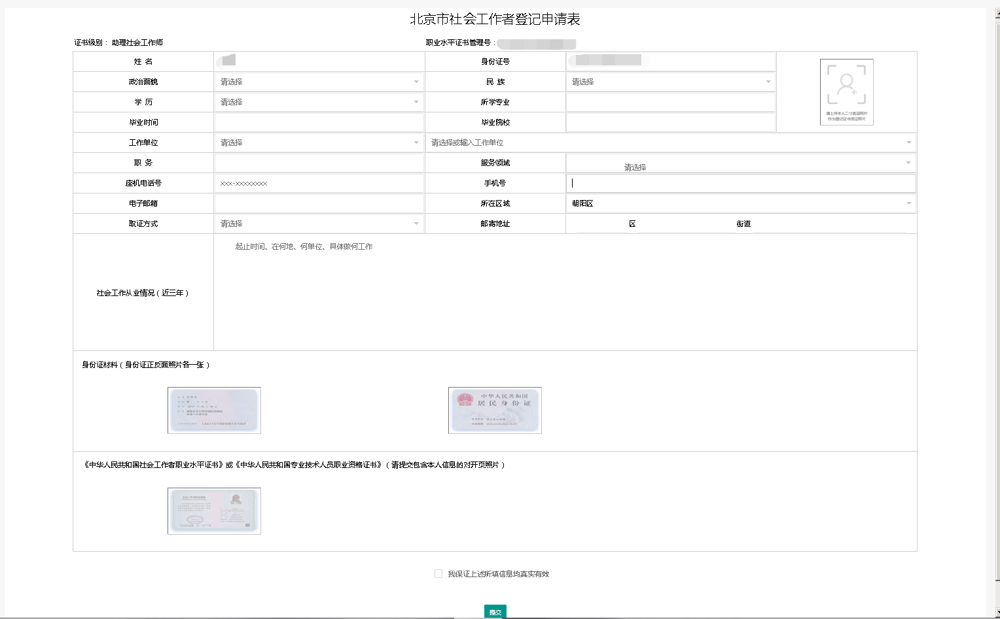 北京市社会工作者登记申请表
证书级别： 助理社会工作师 职业水平证书管理号：
姓 名 身份证号
政治面貌 请选择 民 族 请选择
学 历 请选择 所学专业
请上传本人二寸免冠照片
作为登记证书凭证照片
毕业时间 毕业院校
工作单位 请选择 请选择或输入工作单位
职 务 服务领域 请选择
座机电话号 xxx-xxxxxxxx 手机号
电子邮箱 所在区域 朝阳区
取证方式 请选择 邮寄地址 区 街道
起止时间、在何地、何单位、具体做何工作
社会工作从业情况（近三年）
身份证材料（身份证正反面照片各一张）
中华人民共和国
居民身份证
《中华人民共和国社会工作者职业水平证书》或《中华人民共和国专业技术人员职业资格证书》（请提交包含本人信息的对开页照片）
我保证上述所填信息均真实有效
提交